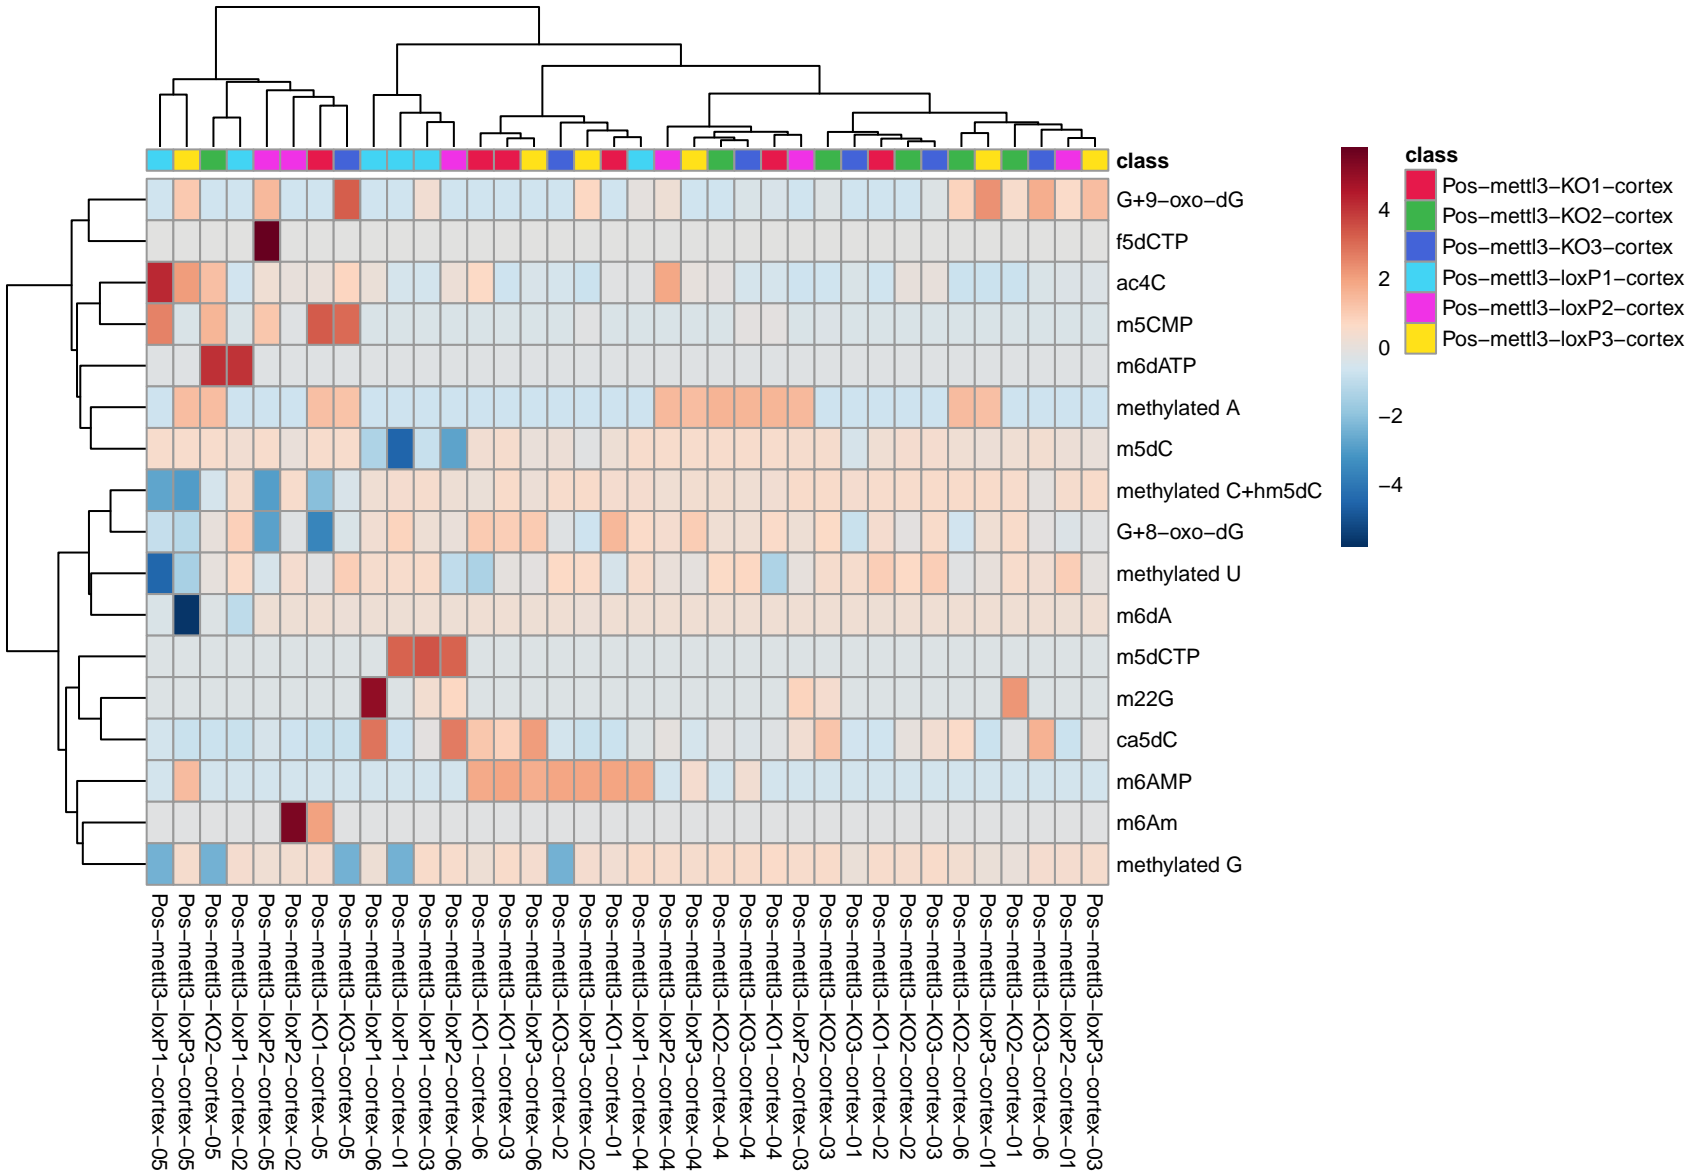 class
class
Pos-mettl3-KO1-cortex
Pos-mettl3-KO2-cortex
Pos-mettl3-KO3-cortex
Pos-mettl3-loxP1-cortex
Pos-mettl3-loxP2-cortex
Pos-mettl3-loxP3-cortex
4
2
0
−2
−4
G+9-oxo-dG
f5dCTP
ac4C
m5CMP
m6dATP
methylated A
m5dC
methylated C+hm5dC
G+8-oxo-dG
methylated U
m6dA
m5dCTP
m22G
ca5dC
m6AMP
m6Am
methylated G
Pos-mettl3-loxP1-cortex-05
Pos-mettl3-loxP3-cortex-05
Pos-mettl3-KO2-cortex-05
Pos-mettl3-loxP1-cortex-02
Pos-mettl3-loxP2-cortex-05
Pos-mettl3-loxP2-cortex-02
Pos-mettl3-KO1-cortex-05
Pos-mettl3-KO3-cortex-05
Pos-mettl3-loxP1-cortex-06
Pos-mettl3-loxP1-cortex-01
Pos-mettl3-loxP1-cortex-03
Pos-mettl3-loxP2-cortex-06
Pos-mettl3-KO1-cortex-06
Pos-mettl3-KO1-cortex-03
Pos-mettl3-loxP3-cortex-06
Pos-mettl3-KO3-cortex-02
Pos-mettl3-loxP3-cortex-02
Pos-mettl3-KO1-cortex-01
Pos-mettl3-loxP1-cortex-04
Pos-mettl3-loxP2-cortex-04
Pos-mettl3-loxP3-cortex-04
Pos-mettl3-KO2-cortex-04
Pos-mettl3-KO3-cortex-04
Pos-mettl3-KO1-cortex-04
Pos-mettl3-loxP2-cortex-03
Pos-mettl3-KO2-cortex-03
Pos-mettl3-KO3-cortex-01
Pos-mettl3-KO1-cortex-02
Pos-mettl3-KO2-cortex-02
Pos-mettl3-KO3-cortex-03
Pos-mettl3-KO2-cortex-06
Pos-mettl3-loxP3-cortex-01
Pos-mettl3-KO2-cortex-01
Pos-mettl3-KO3-cortex-06
Pos-mettl3-loxP2-cortex-01
Pos-mettl3-loxP3-cortex-03